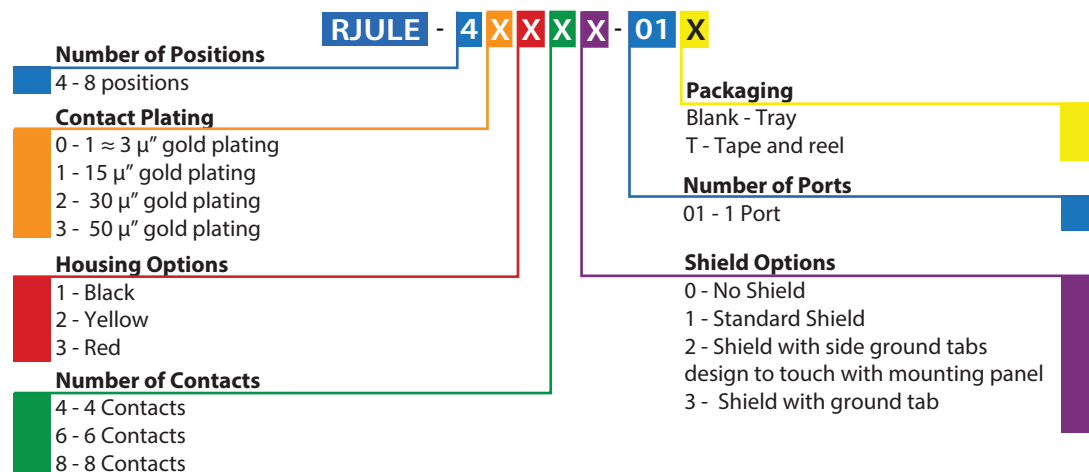 RJULE - 4 X X X X - 01 X
Number of Positions
4 - 8 positions
Contact Plating
0 - 1 ≈ 3 µ” gold plating
1 - 15 µ” gold plating
2 - 30 µ” gold plating
3 - 50 µ” gold plating
Housing Options
1 - Black
2 - Yellow
3 - Red
Number of Contacts
4 - 4 Contacts
6 - 6 Contacts
8 - 8 Contacts
Packaging
Blank - Tray
T - Tape and reel
Number of Ports
01 - 1 Port
Shield Options
0 - No Shield
1 - Standard Shield
2 - Shield with side ground tabs
design to touch with mounting panel
3 - Shield with ground tab